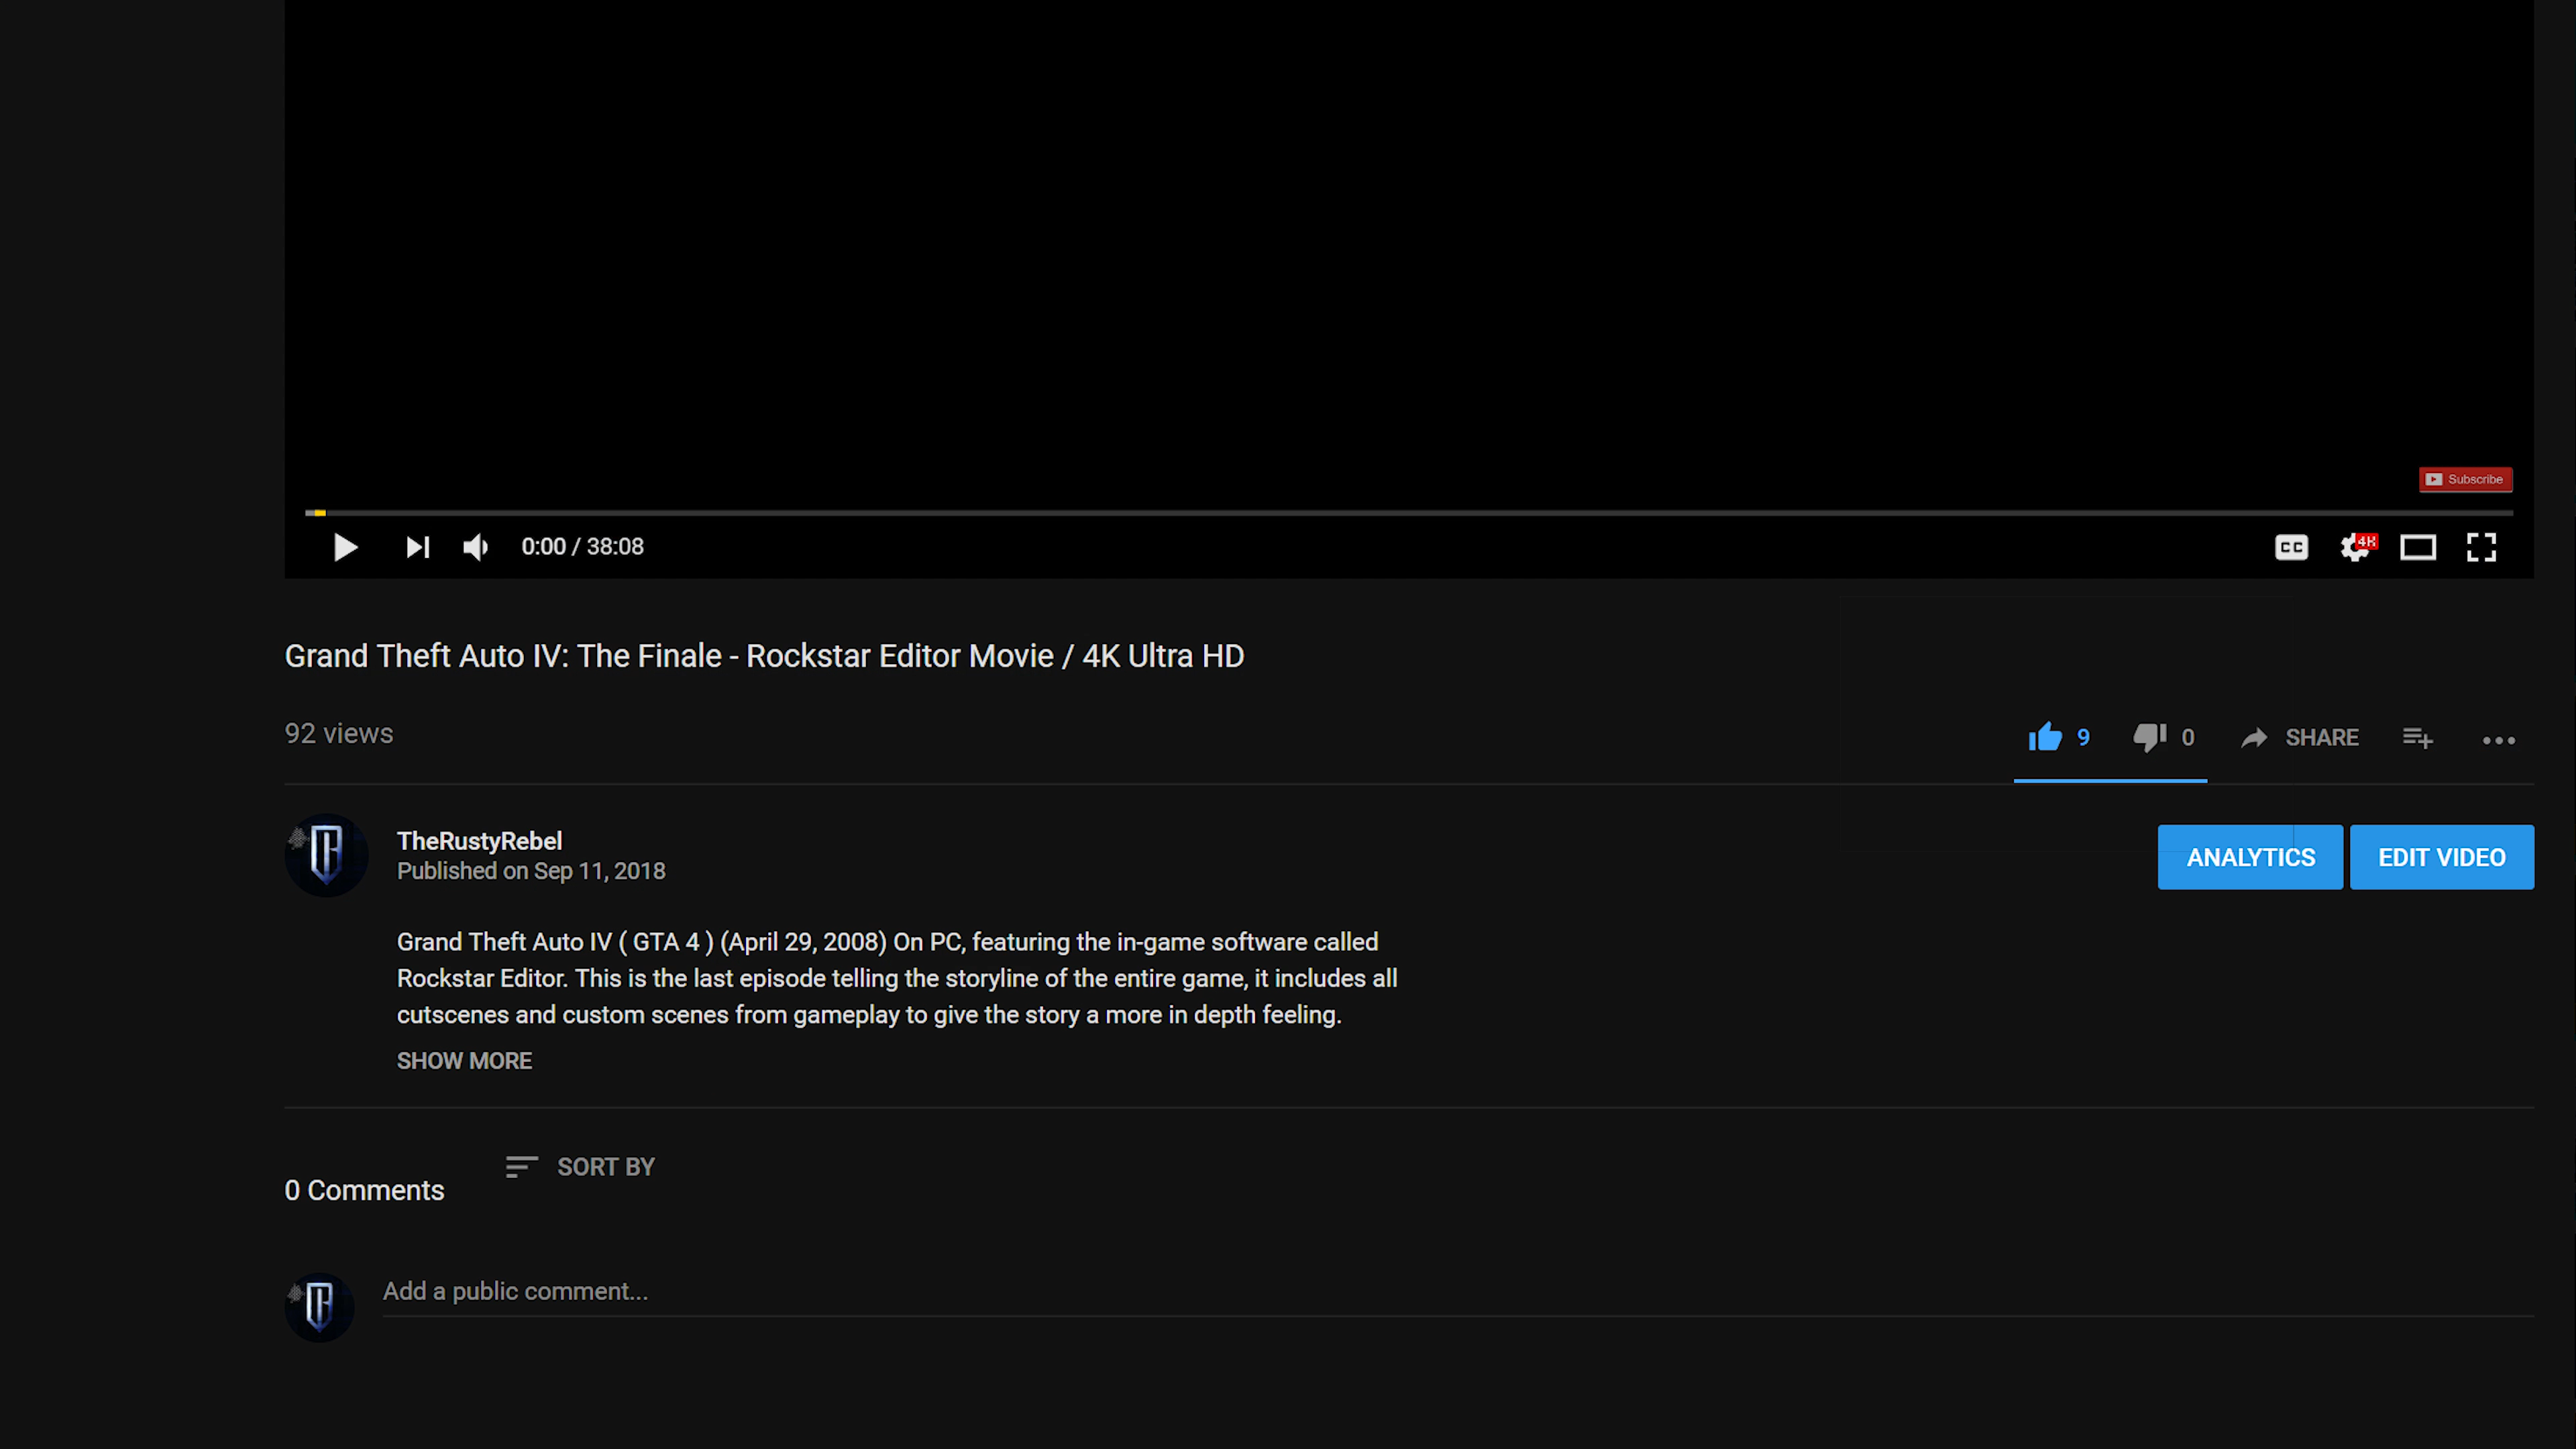 Subscribe
0:00 / 38:08
CC
4K
Grand Theft Auto IV: The Finale - Rockstar Editor Movie / 4K Ultra HD
92 views
9
0
SHARE
TheRustyRebel
Published on Sep 11, 2018
ANALYTICS
EDIT VIDEO
Grand Theft Auto IV ( GTA 4 ) (April 29, 2008) On PC, featuring the in-game software called
Rockstar Editor. This is the last episode telling the storyline of the entire game, it includes all
cutscenes and custom scenes from gameplay to give the story a more in depth feeling.
SHOW MORE
0 Comments
SORT BY
Add a public comment...